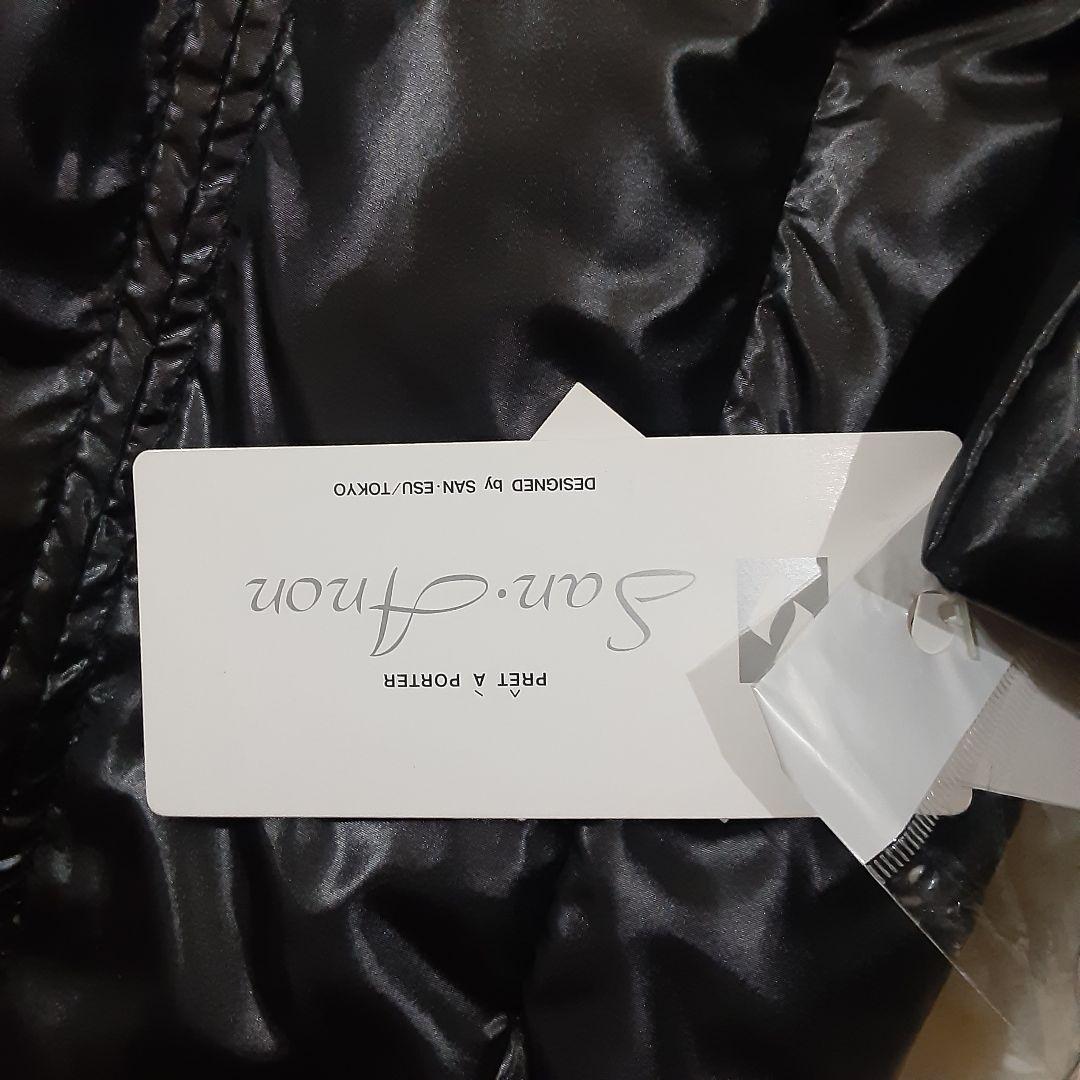 PRÊT À PORTER
San·Anon
DESIGNED by SAN·ESU/TOKYO